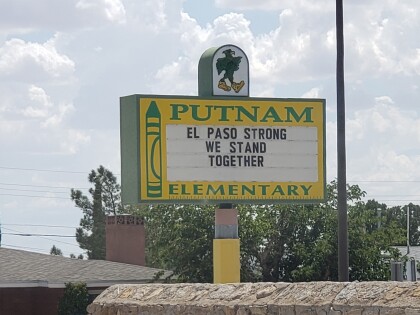 PUTNAM
EL PASO STRONG
WE STAND
TOGETHER
ELEMENTARY